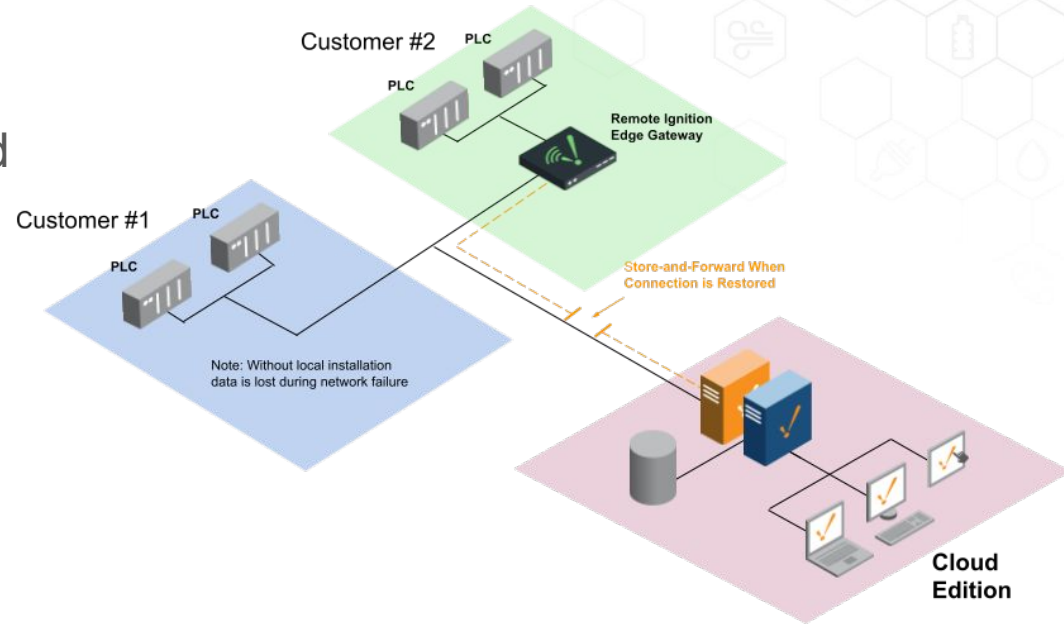 Customer #2
PLC
PLC
Remote Ignition
Edge Gateway
d
Customer #1
PLC
PLC
Store-and-Forward When
Connection is Restored
Note: Without local installation
data is lost during network failure
Cloud
Edition